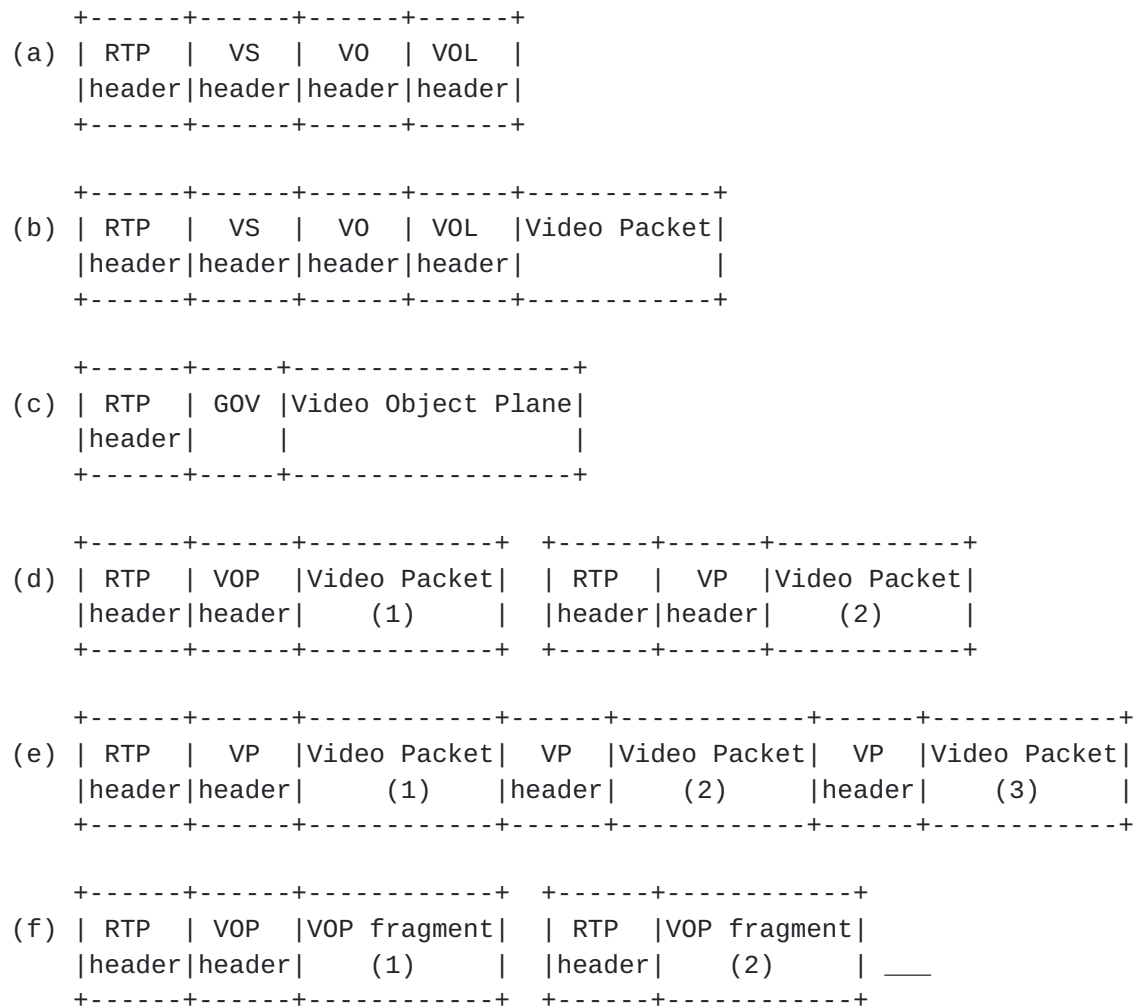 +------+------+------+------+
(a) | RTP  |  VS  |  VO  | VOL  |
    |header|header|header|header|
    +------+------+------+------+

    +------+------+------+------+------------+
(b) | RTP  |  VS  |  VO  | VOL  |Video Packet|
    |header|header|header|header|            |
    +------+------+------+------+------------+

    +------+-----+------------------+
(c) | RTP  | GOV |Video Object Plane|
    |header|     |                  |
    +------+-----+------------------+

    +------+------+------------+  +------+------+------------+
(d) | RTP  | VOP  |Video Packet|  | RTP  |  VP  |Video Packet|
    |header|header|    (1)     |  |header|header|    (2)     |
    +------+------+------------+  +------+------+------------+

    +------+------+------------+------+------------+------+------------+
(e) | RTP  |  VP  |Video Packet|  VP  |Video Packet|  VP  |Video Packet|
    |header|header|     (1)    |header|    (2)     |header|    (3)     |
    +------+------+------------+------+------------+------+------------+

    +------+------+------------+  +------+------------+
(f) | RTP  | VOP  |VOP fragment|  | RTP  |VOP fragment|
    |header|header|    (1)     |  |header|    (2)     | ___
    +------+------+------------+  +------+------------+